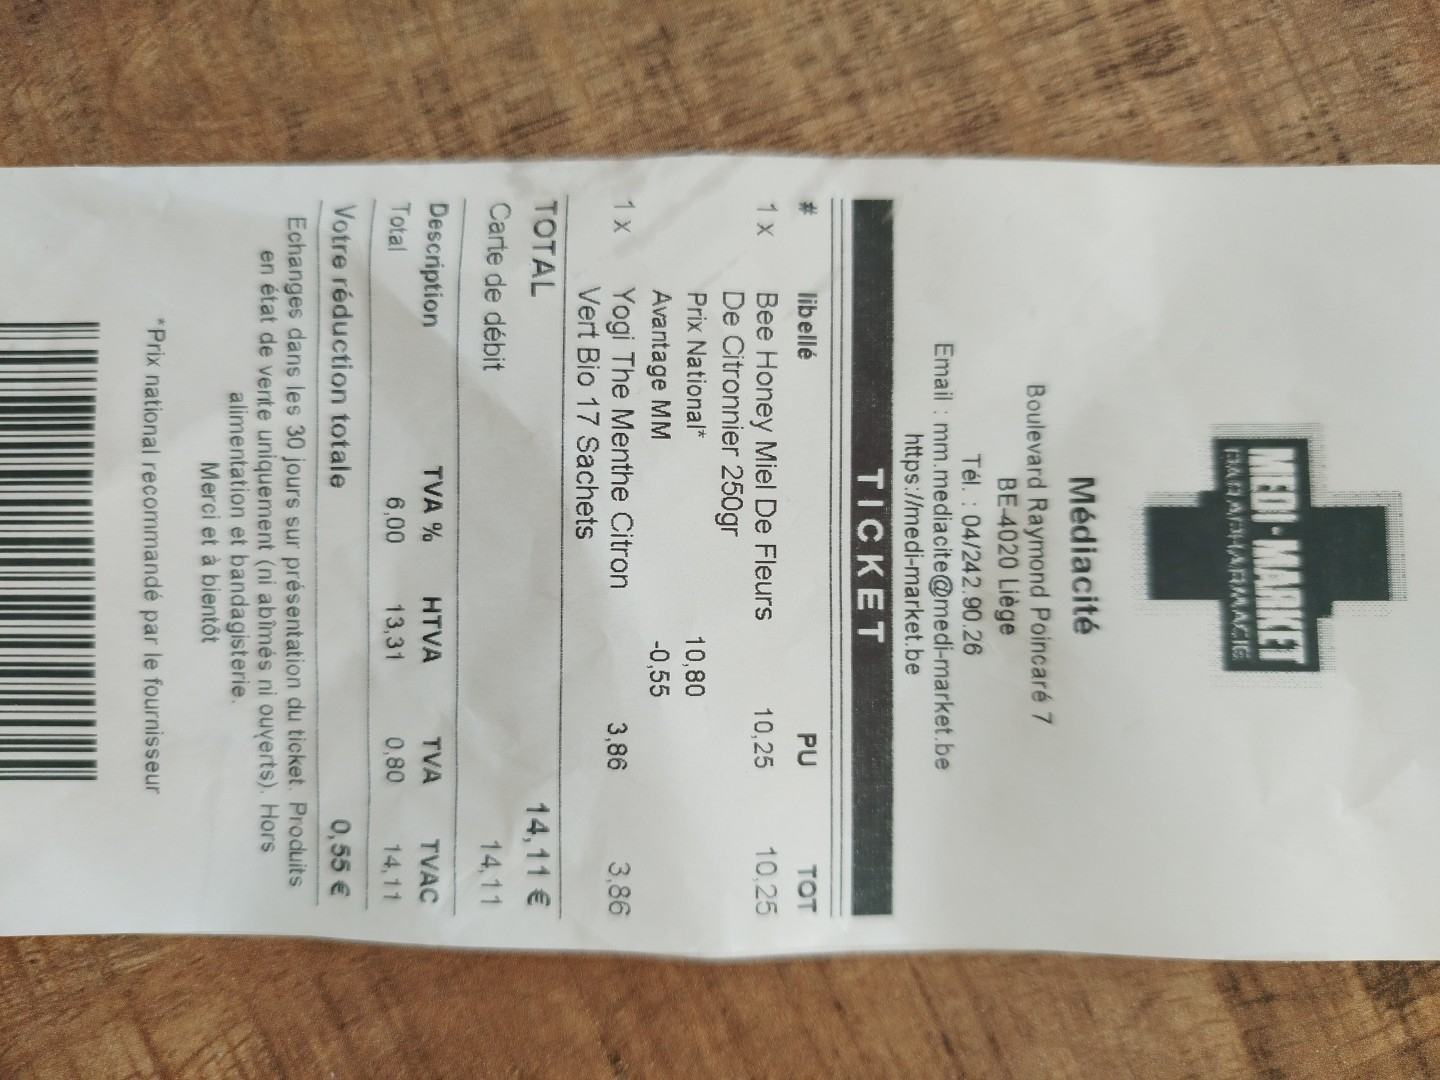 MEDI-MARKET
PARAPHARMACIE
Médiacité
Boulevard Raymond Poincaré 7
BE-4020 Liège
Tél. : 04/242.90.26
Email : mm.mediacite@medi-market.be
https://medi-market.be
TICKET
# libellé PU TOT
1 x Bee Honey Miel De Fleurs 10,25 10,25
De Citronnier 250gr
Prix National* 10,80
Avantage MM -0,55
1 x Yogi The Menthe Citron 3,86 3,86
Vert Bio 17 Sachets
TOTAL 14,11 €
Carte de débit 14,11
Description TVA % HTVA TVA TVAC
Total 6,00 13,31 0,80 14,11
Votre réduction totale 0,55 €
Echanges dans les 30 jours sur présentation du ticket. Produits
en état de vente uniquement (ni abîmés ni ouverts). Hors
alimentation et bandagisterie.
Merci et à bientôt
*Prix national recommandé par le fournisseur